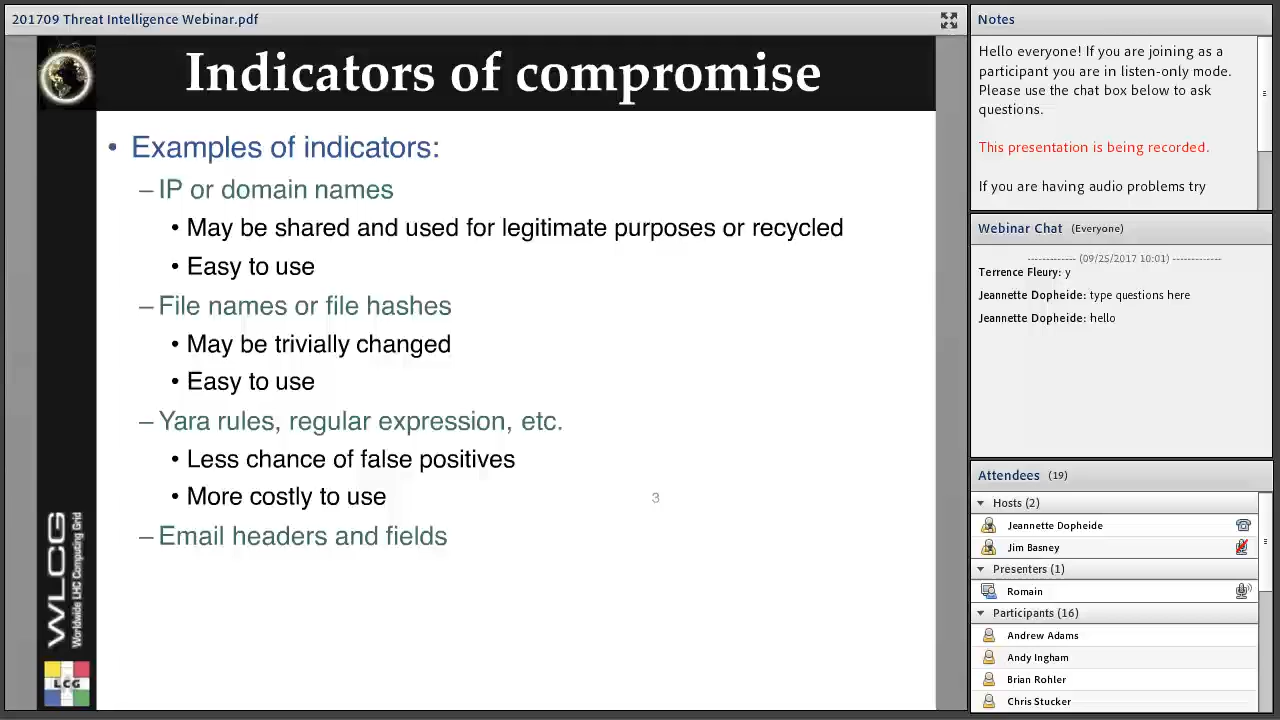 201709 Threat Intelligence Webinar.pdf
Indicators of compromise
• Examples of indicators:
– IP or domain names
• May be shared and used for legitimate purposes or recycled
• Easy to use
– File names or file hashes
• May be trivially changed
• Easy to use
– Yara rules, regular expression, etc.
• Less chance of false positives
• More costly to use
– Email headers and fields
3
WLCG
Worldwide LHC Computing Grid
LCG
Notes
Hello everyone! If you are joining as a
participant you are in listen-only mode.
Please use the chat box below to ask
questions.
This presentation is being recorded.
If you are having audio problems try
Webinar Chat (Everyone)
------------- (09/25/2017 10:01) -------------
Terrence Fleury: y
Jeannette Dopheide: type questions here
Jeannette Dopheide: hello
Attendees (19)
Hosts (2)
Jeannette Dopheide
Jim Basney
Presenters (1)
Romain
Participants (16)
Andrew Adams
Andy Ingham
Brian Rohler
Chris Stucker